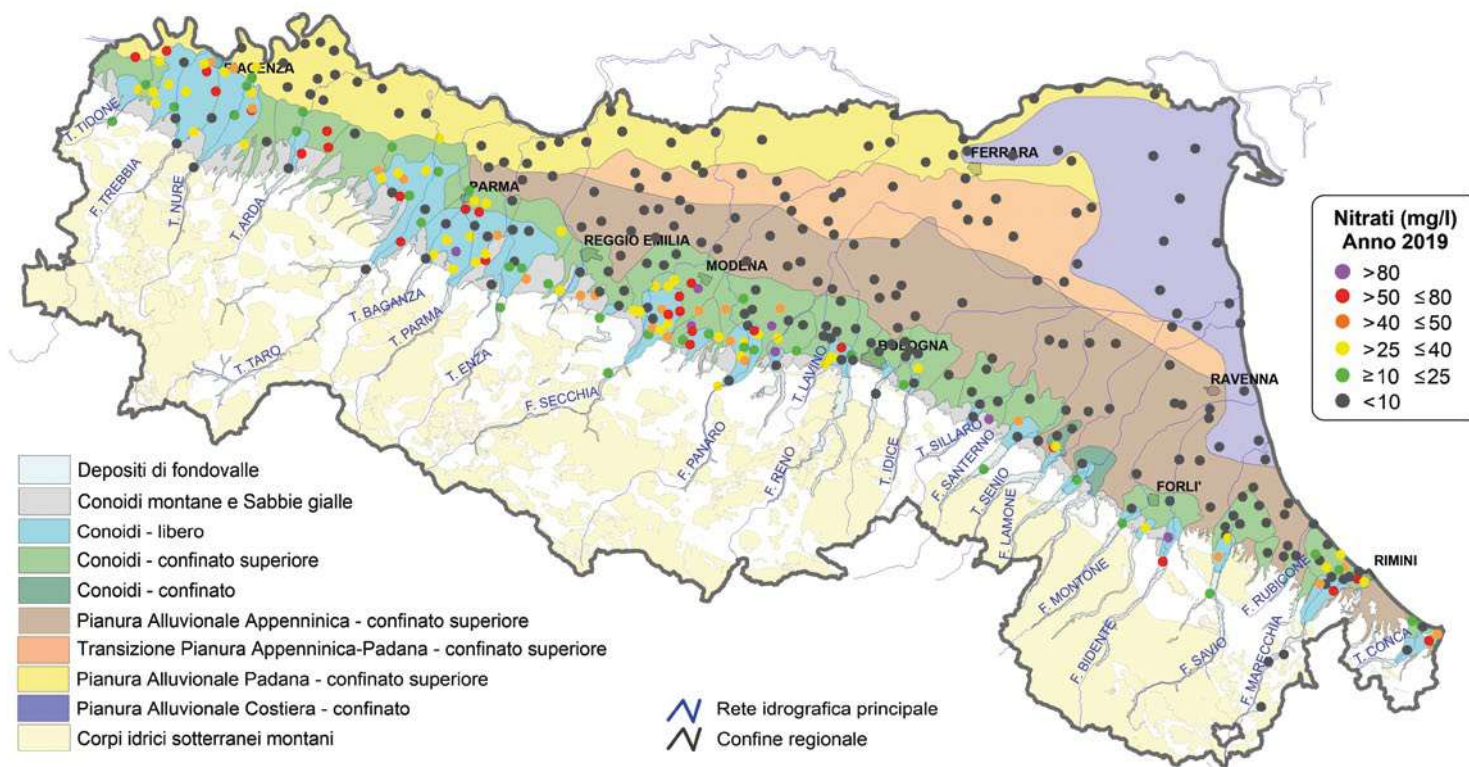 PIACENZA
T. TIDONE
F. TREBBIA
T. NURE
T. ARDA
PARMA
T. TARO
T. BAGANZA
T. PARMA
T. ENZA
REGGIO EMILIA
MODENA
F. SECCHIA
F. PANARO
T. LAVINO
F. RENO
BOLOGNA
T. IDICE
T. SILLARO
F. SANTERNO
T. SENIO
F. LAMONE
FERRARA
RAVENNA
FORLI'
F. MONTONE
F. BIDENTE
F. SAVIO
F. RUBICONE
F. MARECCHIA
RIMINI
T. CONCA
Nitrati (mg/l)
Anno 2019
>80
>50 ≤80
>40 ≤50
>25 ≤40
≥10 ≤25
<10
Depositi di fondovalle
Conoidi montane e Sabbie gialle
Conoidi - libero
Conoidi - confinato superiore
Conoidi - confinato
Pianura Alluvionale Appenninica - confinato superiore
Transizione Pianura Appenninica-Padana - confinato superiore
Pianura Alluvionale Padana - confinato superiore
Pianura Alluvionale Costiera - confinato
Corpi idrici sotterranei montani
Rete idrografica principale
Confine regionale